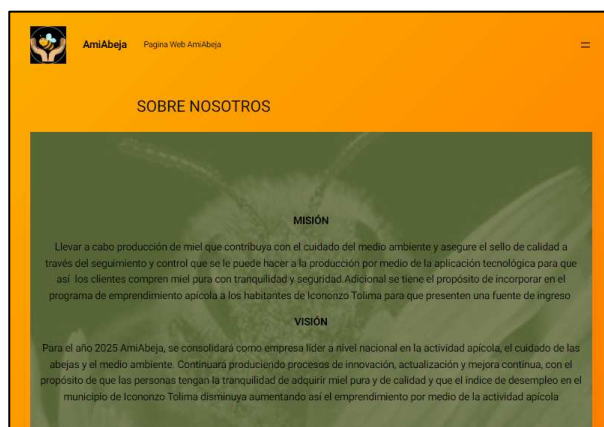 AmiAbeja Pagina Web AmiAbeja
SOBRE NOSOTROS
MISIÓN
Llevar a cabo producción de miel que contribuya con el cuidado del medio ambiente y asegure el sello de calidad a
través del seguimiento y control que se le puede hacer a la producción por medio de la aplicación tecnológica para que
así los clientes compren miel pura con tranquilidad y seguridad.Adicional se tiene el propósito de incorporar en el
programa de emprendimiento apícola a los habitantes de Icononzo Tolima para que presenten una fuente de ingreso
VISIÓN
Para el año 2025 AmiAbeja, se consolidará como empresa líder a nivel nacional en la actividad apícola, el cuidado de las
abejas y el medio ambiente. Continuará produciendo procesos de innovación, actualización y mejora continua, con el
propósito de que las personas tengan la tranquilidad de adquirir miel pura y de calidad y que el indice de desempleo en el
municipio de Icononzo Tolima disminuya aumentando así el emprendimiento por medio de la actividad apícola